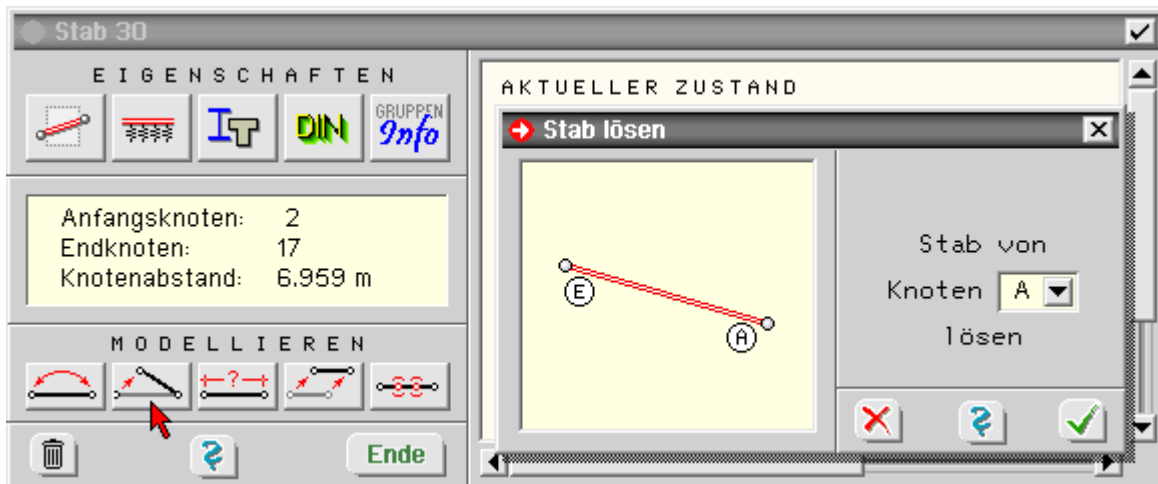 Stab 30
EIGENSCHAFTEN
DIN
GRUPPEN
Info
Anfangsknoten: 2
Endknoten: 17
Knotenabstand: 6.959 m
MODELLIEREN
?
Ende
AKTUELLER ZUSTAND
Stab lösen
E
A
Stab von
Knoten A
lösen